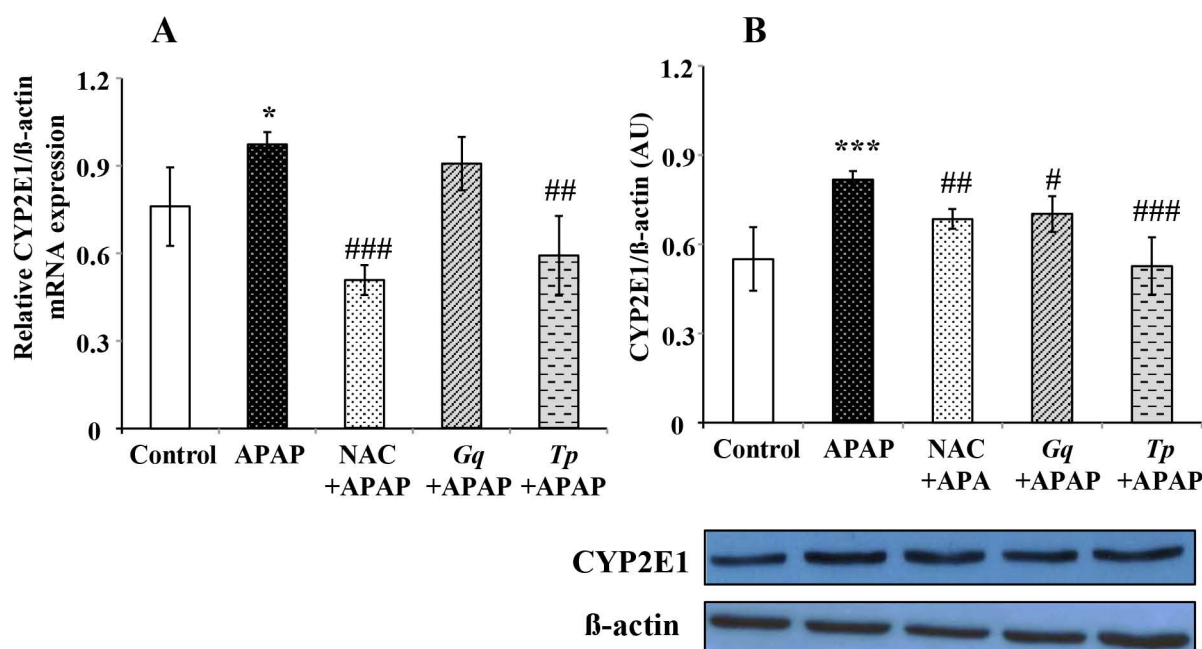 A
Relative CYP2E1/ß-actin
mRNA expression
1.2
0.9
0.6
0.3
0
*
###
##
Control APAP NAC Gq Tp
+APAP +APAP +APAP
B
CYP2E1/ß-actin (AU)
1.2
0.9
0.6
0.3
0
***
##
#
###
Control APAP NAC Gq Tp
+APA +APAP +APAP
CYP2E1
ß-actin